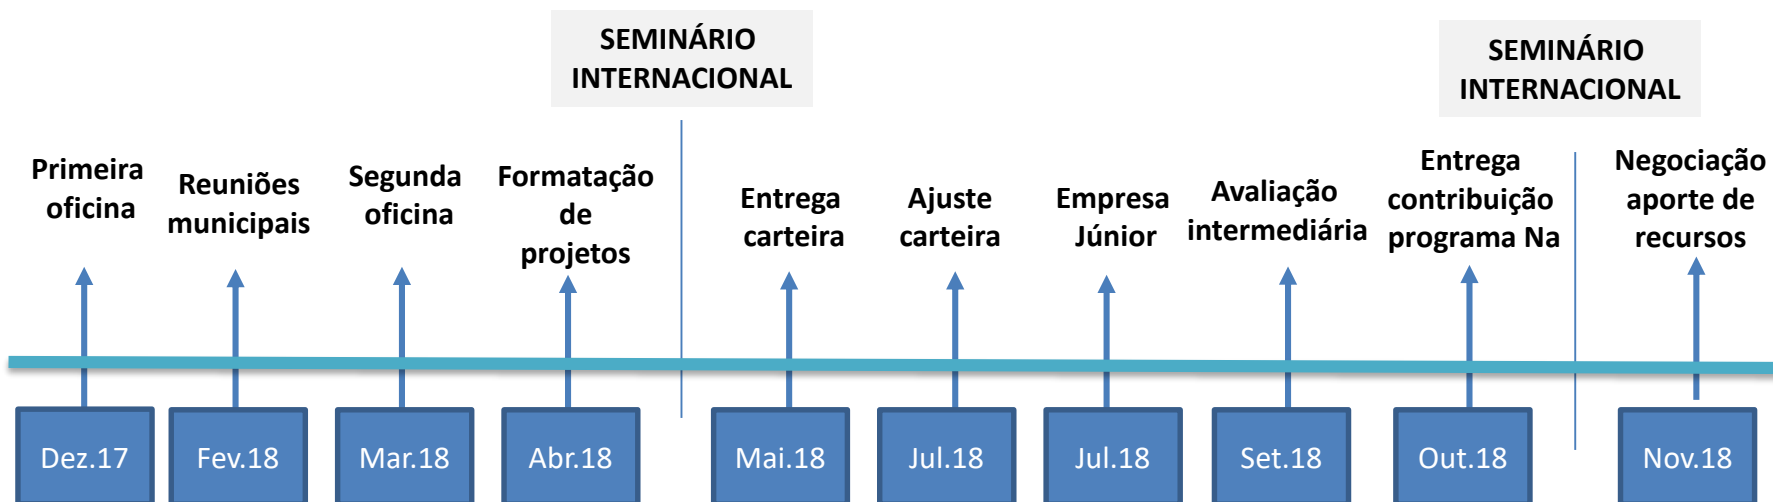 SEMINÁRIO
INTERNACIONAL
SEMINÁRIO
INTERNACIONAL
Primeira
oficina
Reuniões
municipais
Segunda
oficina
Formatação
de
projetos
Entrega
carteira
Ajuste
carteira
Empresa
Júnior
Avaliação
intermediária
Entrega
contribuição
programa Na
Negociação
aporte de
recursos
Dez.17
Fev.18
Mar.18
Abr.18
Mai.18
Jul.18
Jul.18
Set.18
Out.18
Nov.18